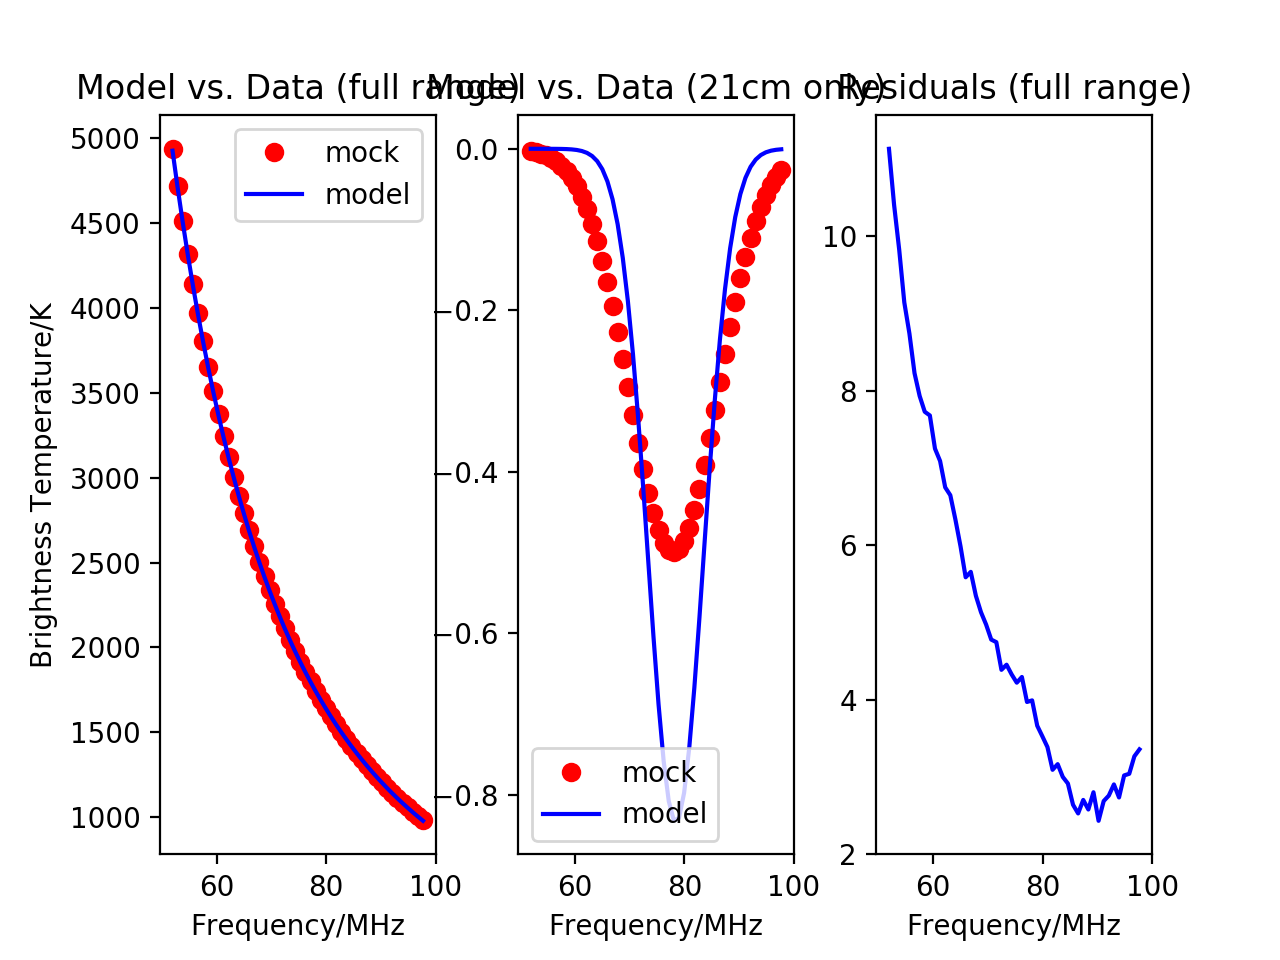 Model vs. Data (full range)
Model vs. Data (21cm only)
Residuals (full range)
5000
4500
4000
3500
3000
2500
2000
1500
1000
Brightness Temperature/K
mock
model
60
80
100
Frequency/MHz
0.0
−0.2
−0.4
−0.6
−0.8
mock
model
60
80
100
Frequency/MHz
10
8
6
4
2
60
80
100
Frequency/MHz